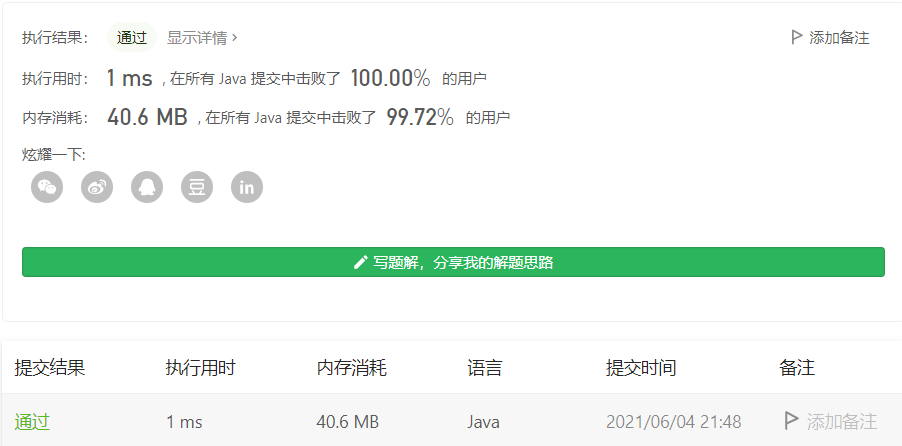 执行结果： 通过 显示详情 > 添加备注
执行用时： 1 ms , 在所有 Java 提交中击败了 100.00% 的用户
内存消耗： 40.6 MB , 在所有 Java 提交中击败了 99.72% 的用户
炫耀一下:
豆 in
写题解，分享我的解题思路
提交结果 执行用时 内存消耗 语言 提交时间 备注
通过 1 ms 40.6 MB Java 2021/06/04 21:48 添加备注